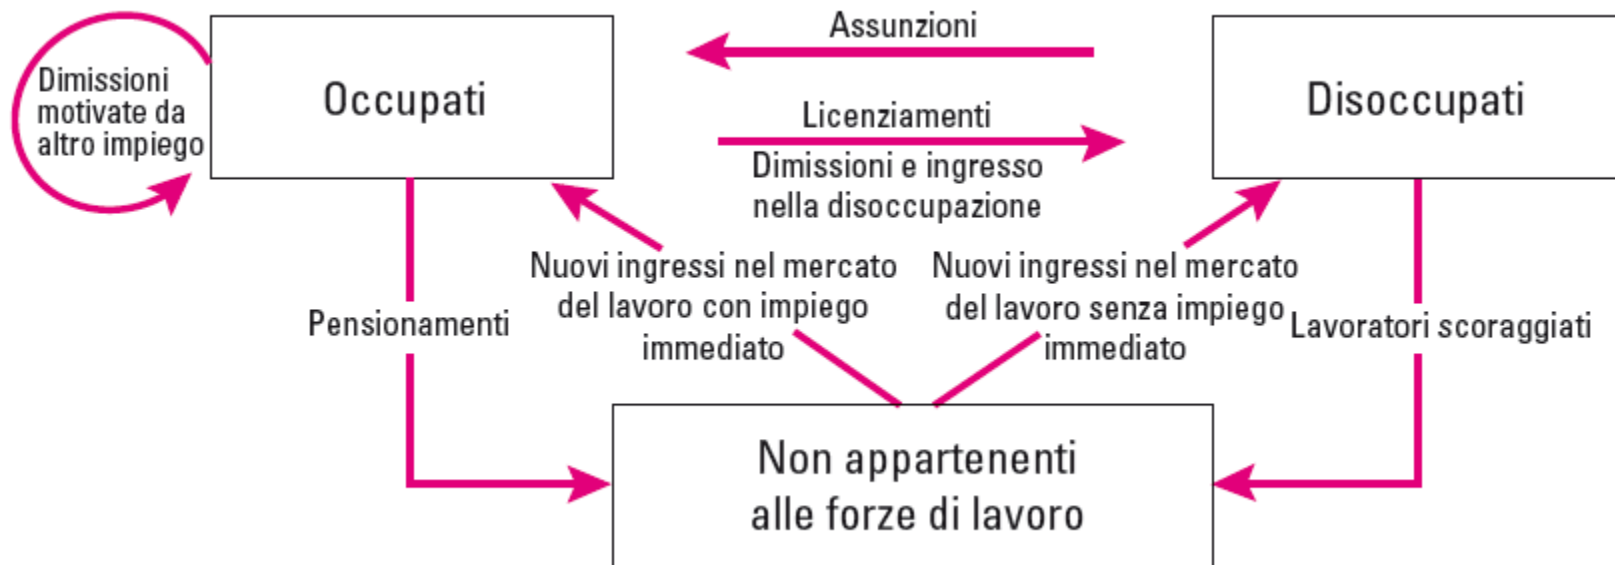 Assunzioni
Dimissioni
motivate da
altro impiego
Occupati
Disoccupati
Licenziamenti
Dimissioni e ingresso
nella disoccupazione
Nuovi ingressi nel mercato
del lavoro con impiego
immediato
Nuovi ingressi nel mercato
del lavoro senza impiego
immediato
Pensionamenti
Lavoratori scoraggiati
Non appartenenti
alle forze di lavoro